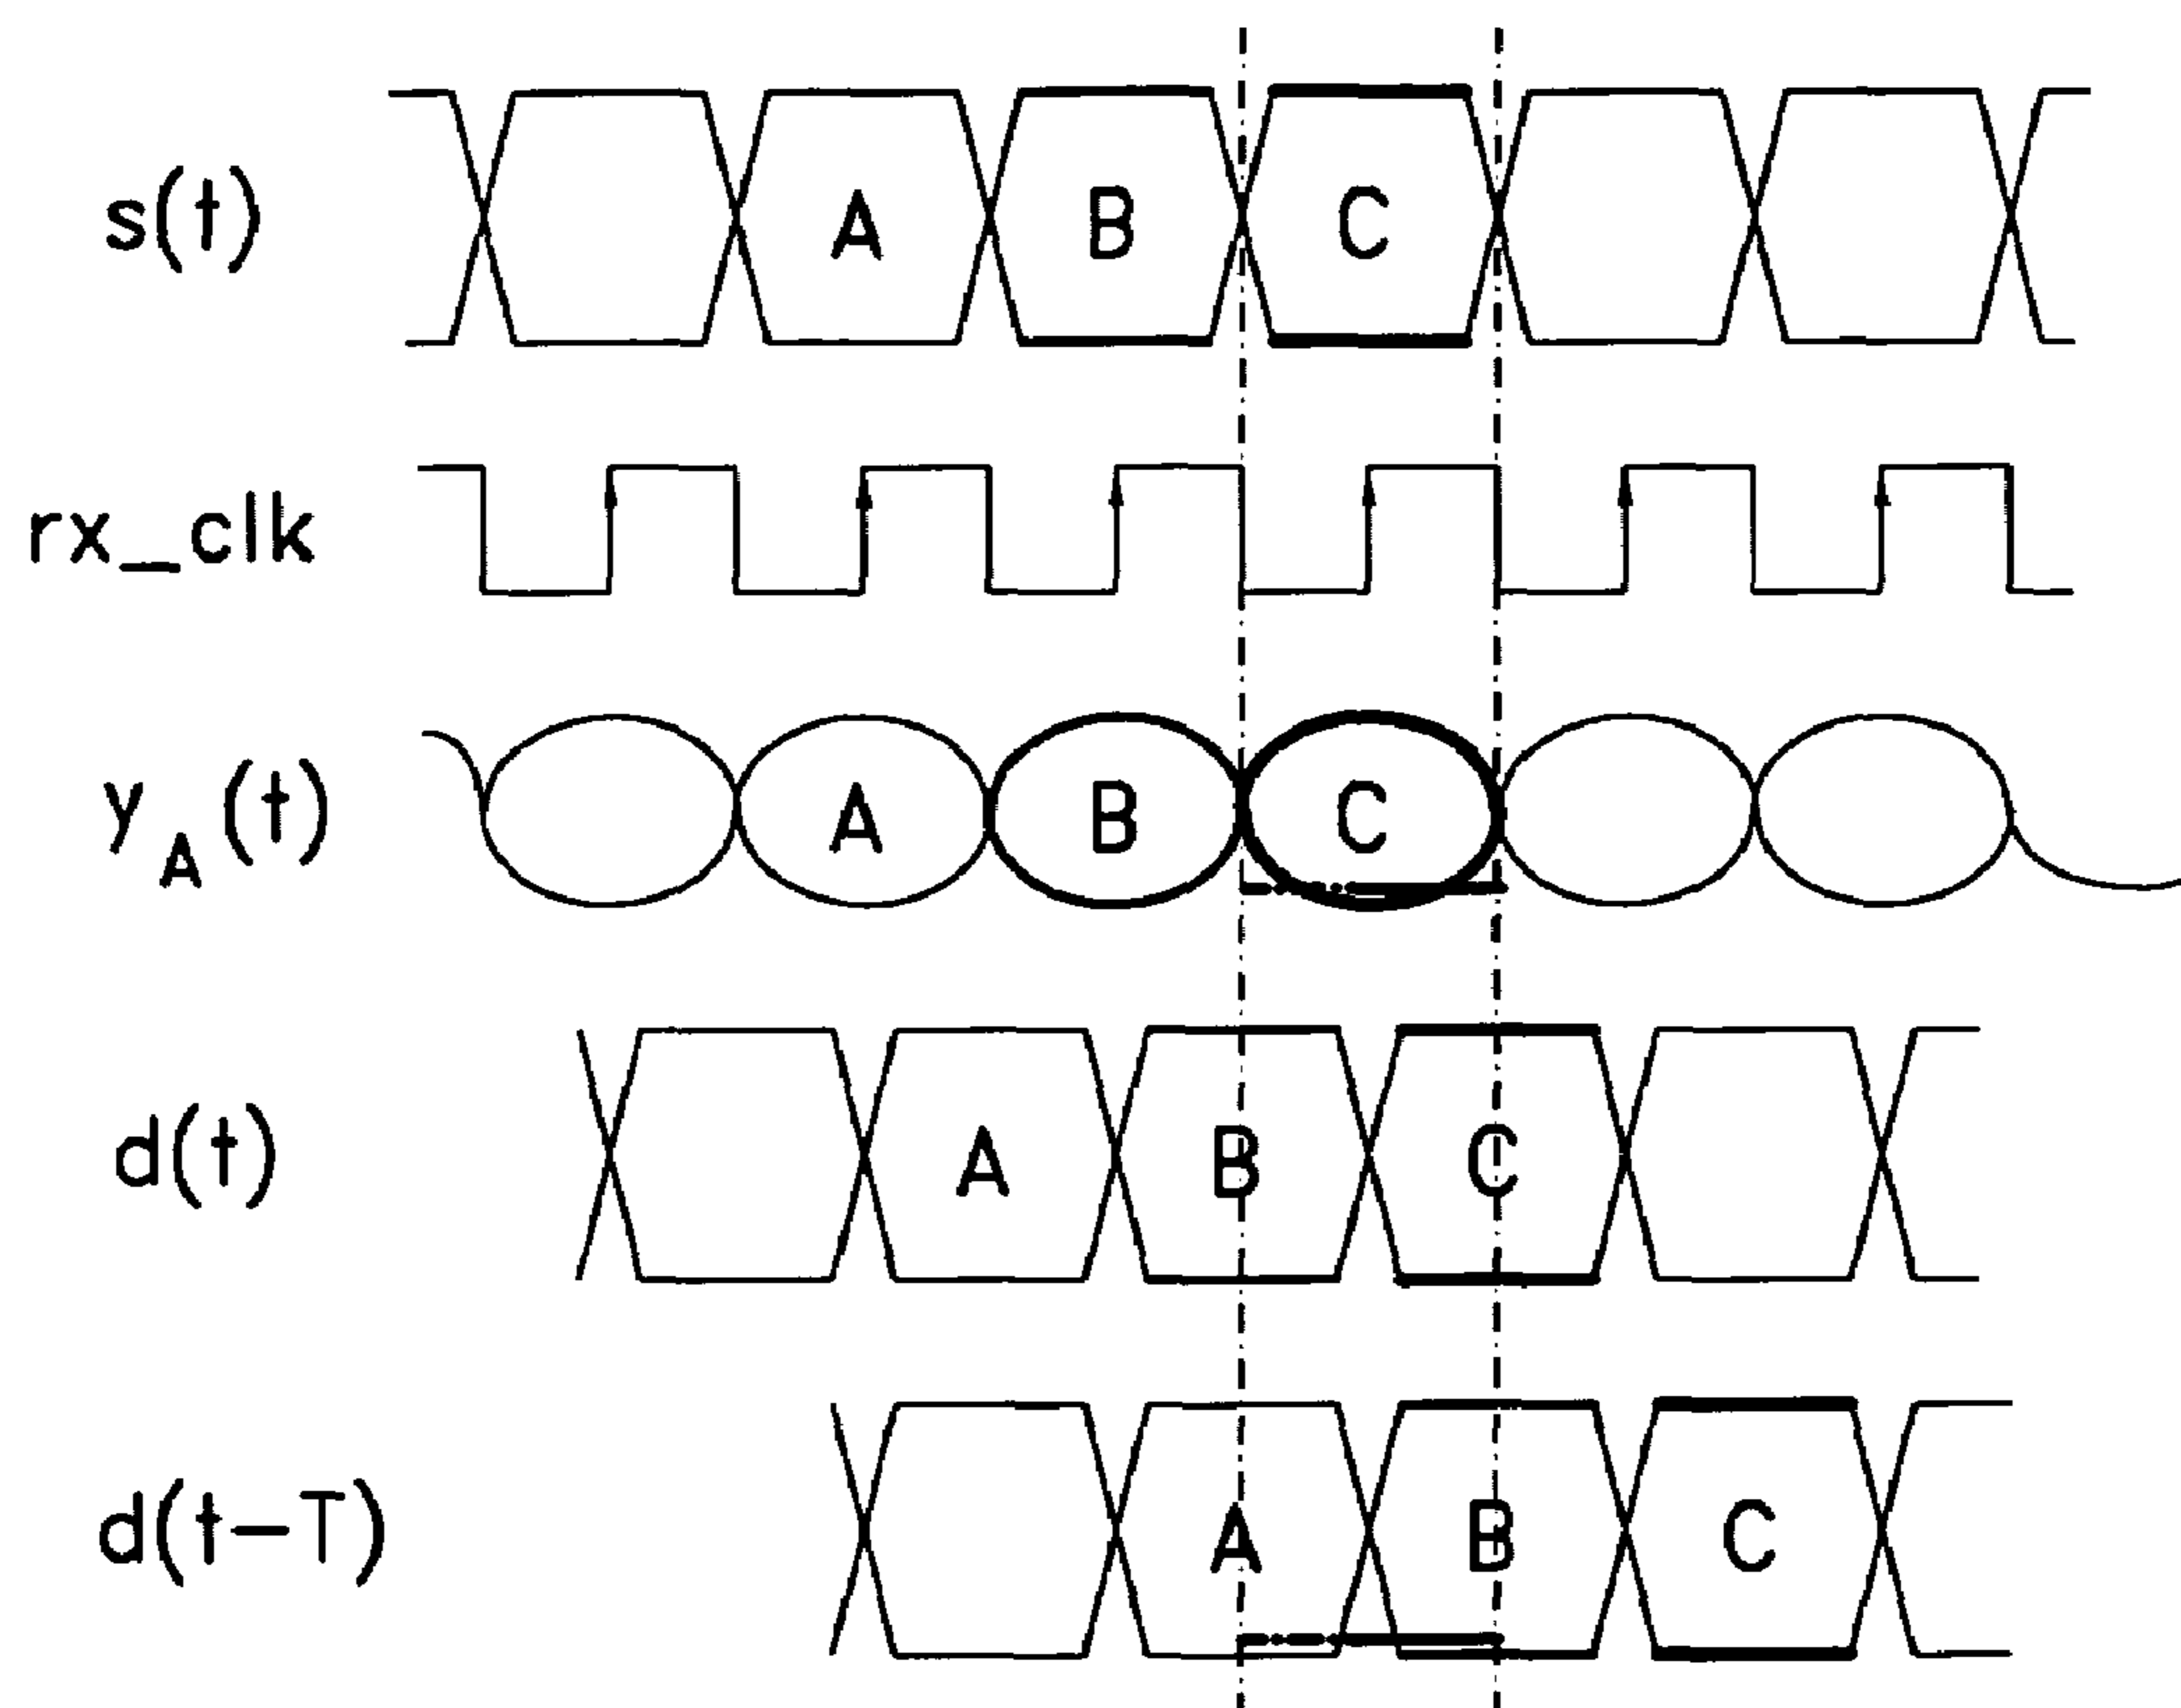 s(t) A B C
rx_clk
y_A(t) A B C
d(t) A B C
d(t-T) A B C